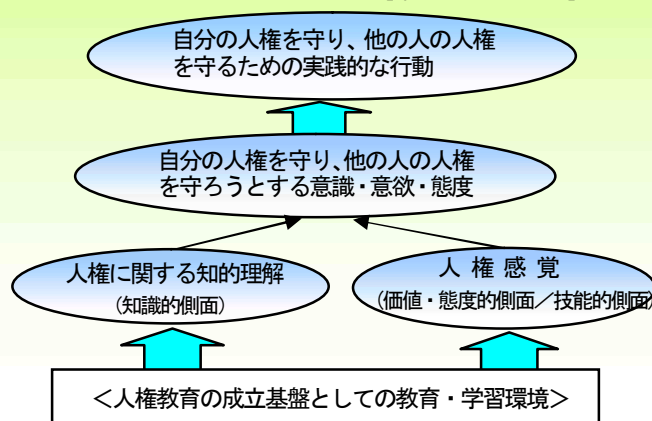 自分の人権を守り、他の人の人権
を守るための実践的な行動
自分の人権を守り、他の人の人権
を守ろうとする意識・意欲・態度
人権に関する知的理解
（知識的側面）
人 権 感 覚
（価値・態度的側面／技能的側面）
＜人権教育の成立基盤としての教育・学習環境＞